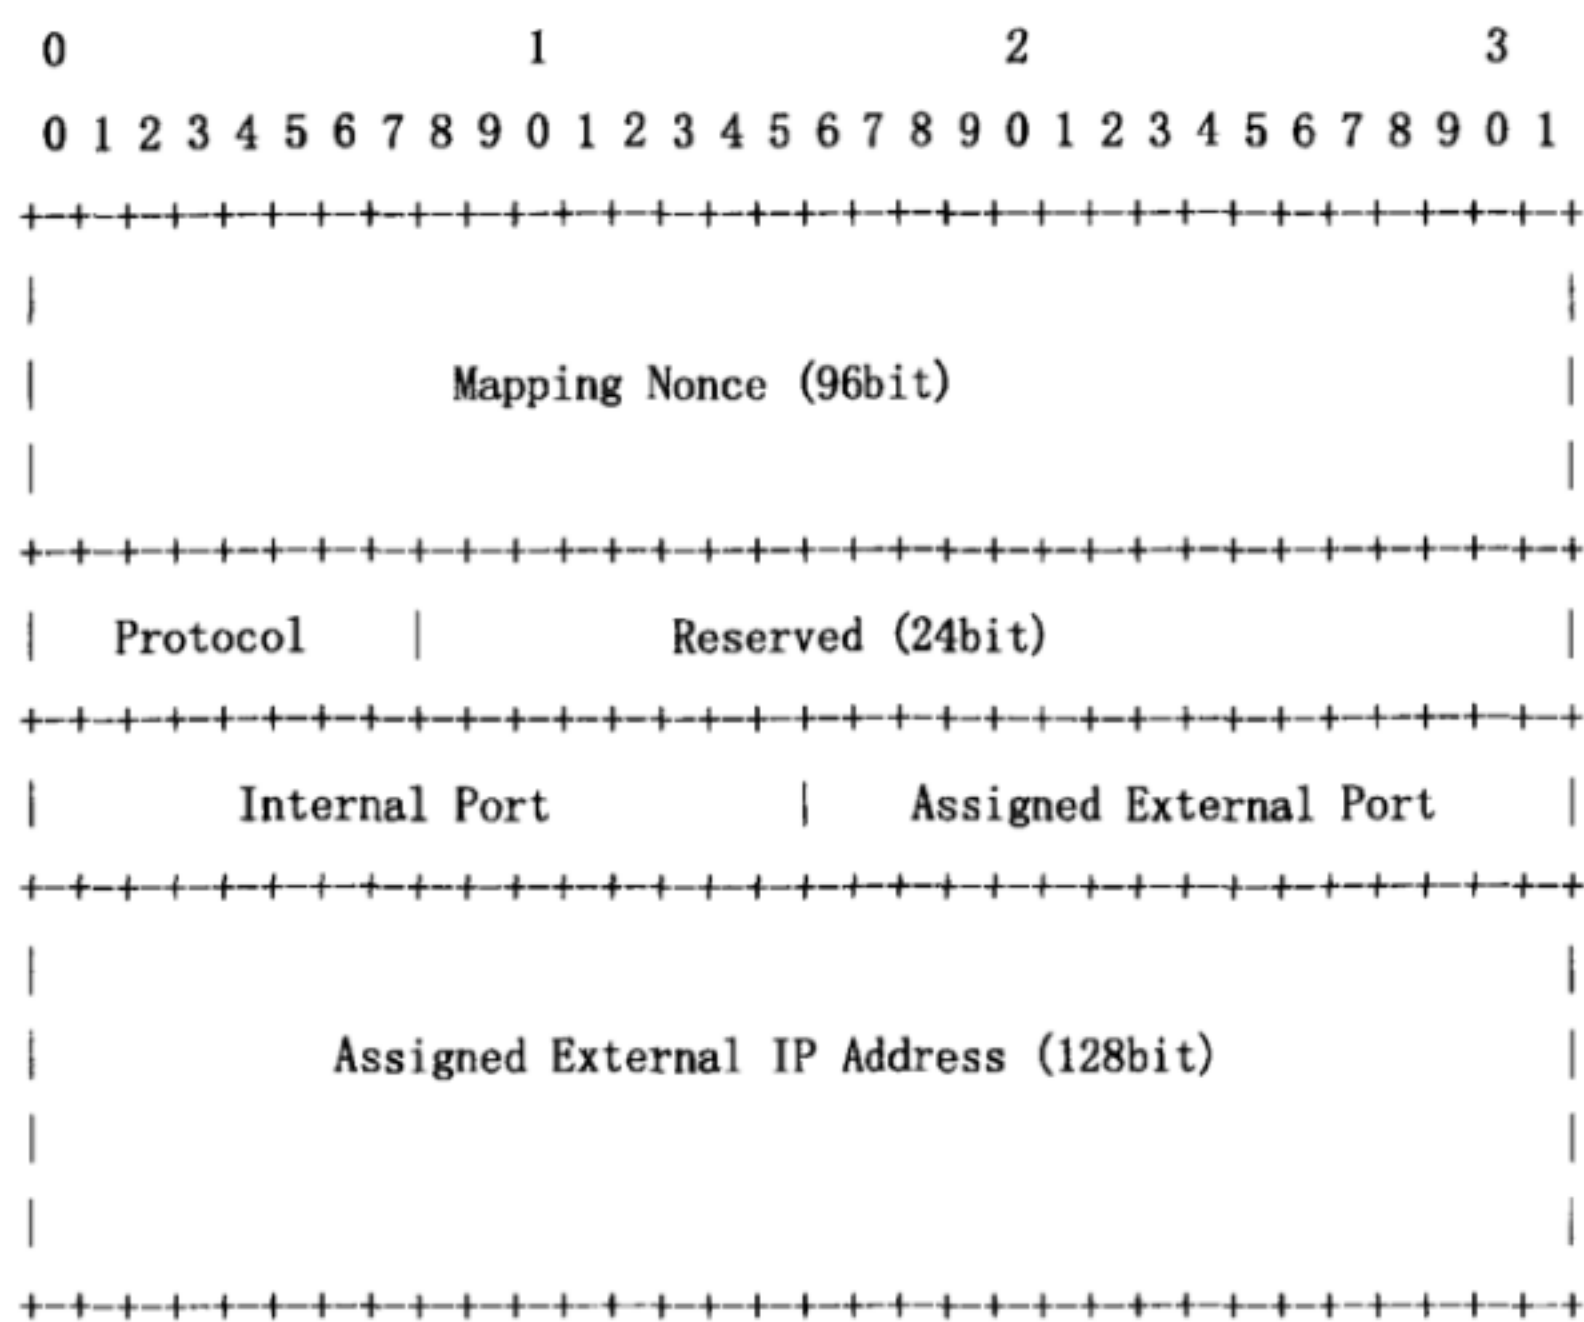 0                   1                   2                   3
0 1 2 3 4 5 6 7 8 9 0 1 2 3 4 5 6 7 8 9 0 1 2 3 4 5 6 7 8 9 0 1
+-+-+-+-+-+-+-+-+-+-+-+-+-+-+-+-+-+-+-+-+-+-+-+-+-+-+-+-+-+-+-+-+
|                                                               |
|                 Mapping Nonce (96bit)                         |
|                                                               |
+-+-+-+-+-+-+-+-+-+-+-+-+-+-+-+-+-+-+-+-+-+-+-+-+-+-+-+-+-+-+-+-+
|   Protocol    |          Reserved (24bit)                     |
+-+-+-+-+-+-+-+-+-+-+-+-+-+-+-+-+-+-+-+-+-+-+-+-+-+-+-+-+-+-+-+-+
|        Internal Port          |    Assigned External Port     |
+-+-+-+-+-+-+-+-+-+-+-+-+-+-+-+-+-+-+-+-+-+-+-+-+-+-+-+-+-+-+-+-+
|                                                               |
|            Assigned External IP Address (128bit)              |
|                                                               |
|                                                               |
+-+-+-+-+-+-+-+-+-+-+-+-+-+-+-+-+-+-+-+-+-+-+-+-+-+-+-+-+-+-+-+-+